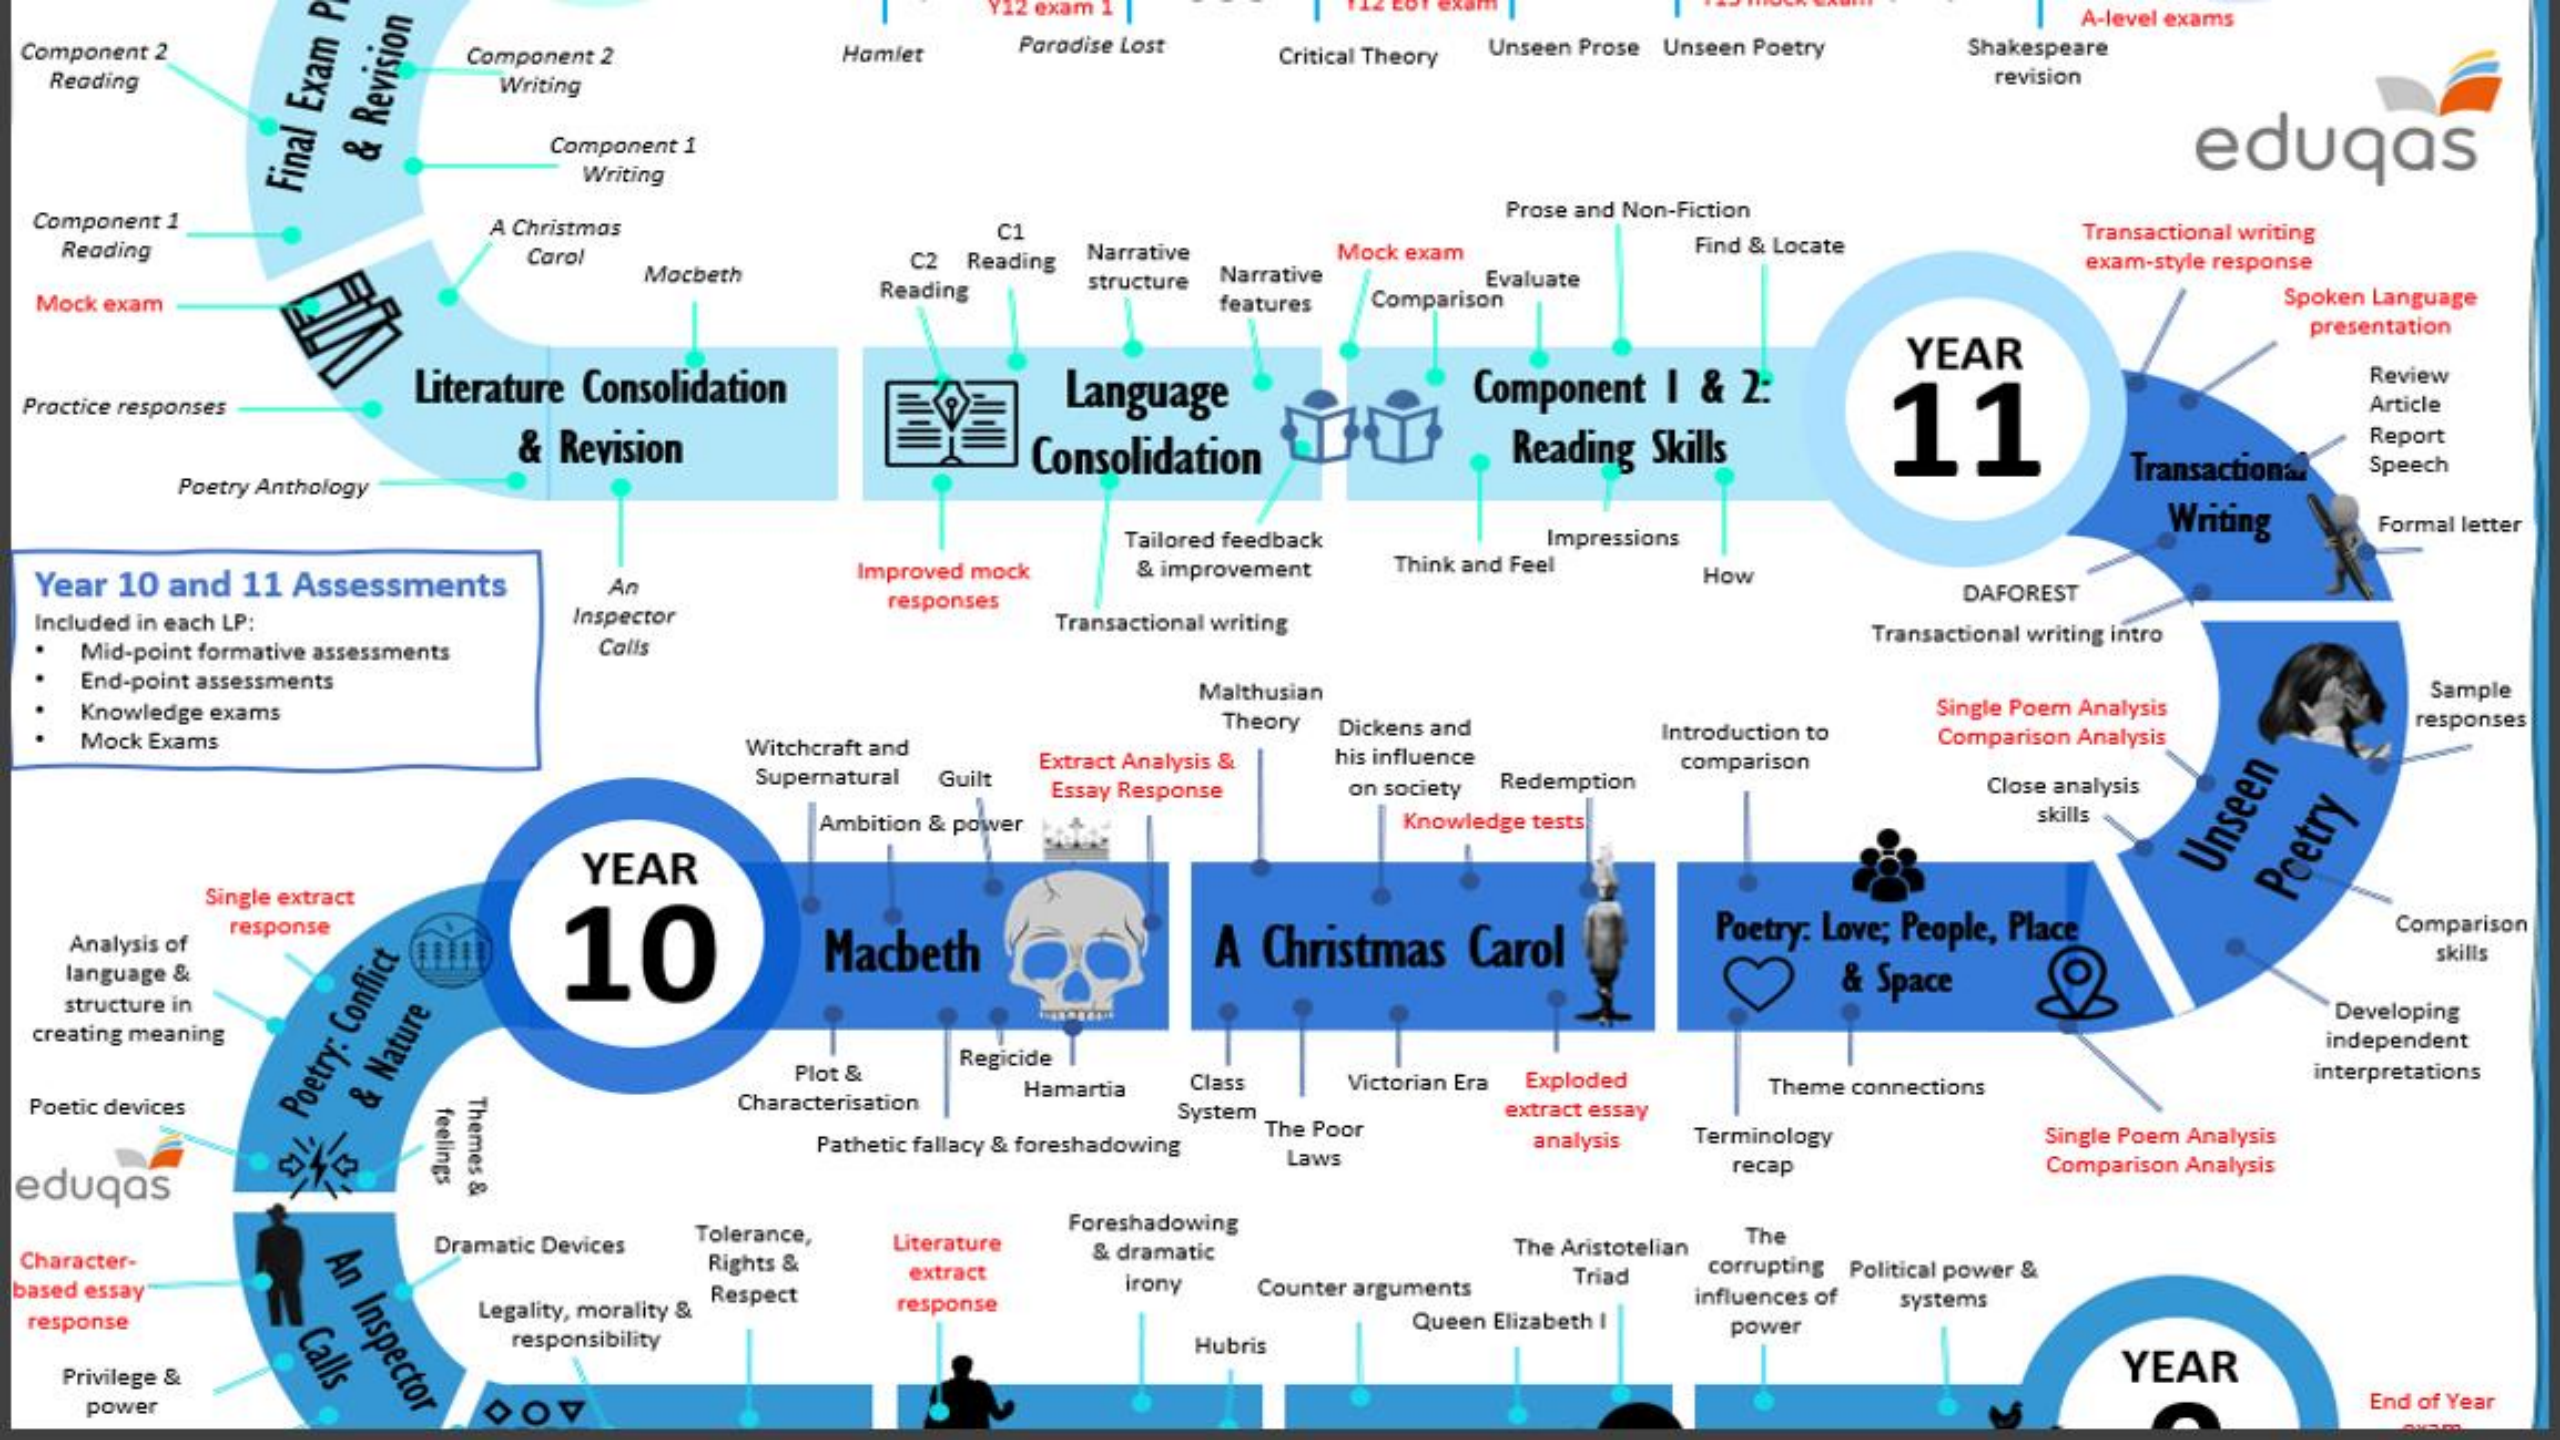 Y12 exam 1
Y12 EoY exam
Y13 mock exam
A-level exams
Hamlet
Paradise Lost
Critical Theory
Unseen Prose
Unseen Poetry
Shakespeare
revision
eduqas
Component 2
Reading
Final Exam
& Revision
Component 2
Writing
Component 1
Writing
Component 1
Reading
Mock exam
Practice responses
Poetry Anthology
A Christmas
Carol
Macbeth
Literature Consolidation
& Revision
An
Inspector
Calls
C2
Reading
C1
Reading
Narrative
structure
Narrative
features
Language
Consolidation
Improved mock
responses
Transactional writing
Tailored feedback
& improvement
Mock exam
Comparison
Evaluate
Prose and Non-Fiction
Find & Locate
Component 1 & 2:
Reading Skills
Think and Feel
Impressions
How
YEAR
11
Transactional writing
exam-style response
Spoken Language
presentation
Review
Article
Report
Speech
Transactional
Writing
Formal letter
DAFOREST
Transactional writing intro
Year 10 and 11 Assessments
Included in each LP:
• Mid-point formative assessments
• End-point assessments
• Knowledge exams
• Mock Exams
Single Poem Analysis
Comparison Analysis
Close analysis
skills
Sample
responses
Unseen
Poetry
Comparison
skills
Developing
independent
interpretations
YEAR
10
Witchcraft and
Supernatural
Ambition & power
Guilt
Extract Analysis &
Essay Response
Macbeth
Plot &
Characterisation
Pathetic fallacy & foreshadowing
Regicide
Hamartia
Malthusian
Theory
Dickens and
his influence
on society
Knowledge tests
Redemption
A Christmas Carol
Class
System
The Poor
Laws
Victorian Era
Exploded
extract essay
analysis
Introduction to
comparison
Poetry: Love; People, Place
& Space
Terminology
recap
Theme connections
Single Poem Analysis
Comparison Analysis
Single extract
response
Analysis of
language &
structure in
creating meaning
Poetic devices
Poetry: Conflict
& Nature
Themes &
feelings
eduqas
Character-
based essay
response
Privilege &
power
An Inspector
Calls
Dramatic Devices
Legality, morality &
responsibility
Tolerance,
Rights &
Respect
Literature
extract
response
Foreshadowing
& dramatic
irony
Hubris
Counter arguments
Queen Elizabeth I
The Aristotelian
Triad
The
corrupting
influences of
power
Political power &
systems
YEAR
End of Year
exam